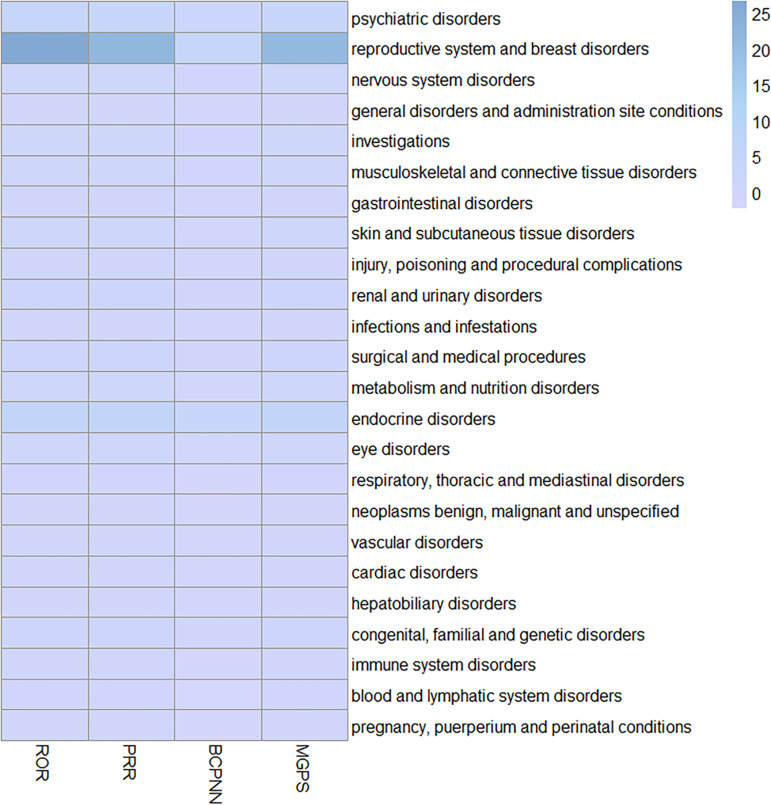 psychiatric disorders
reproductive system and breast disorders
nervous system disorders
general disorders and administration site conditions
investigations
musculoskeletal and connective tissue disorders
gastrointestinal disorders
skin and subcutaneous tissue disorders
injury, poisoning and procedural complications
renal and urinary disorders
infections and infestations
surgical and medical procedures
metabolism and nutrition disorders
endocrine disorders
eye disorders
respiratory, thoracic and mediastinal disorders
neoplasms benign, malignant and unspecified
vascular disorders
cardiac disorders
hepatobiliary disorders
congenital, familial and genetic disorders
immune system disorders
blood and lymphatic system disorders
pregnancy, puerperium and perinatal conditions
ROR
PRR
BCPNN
MGPS
25
20
15
10
5
0